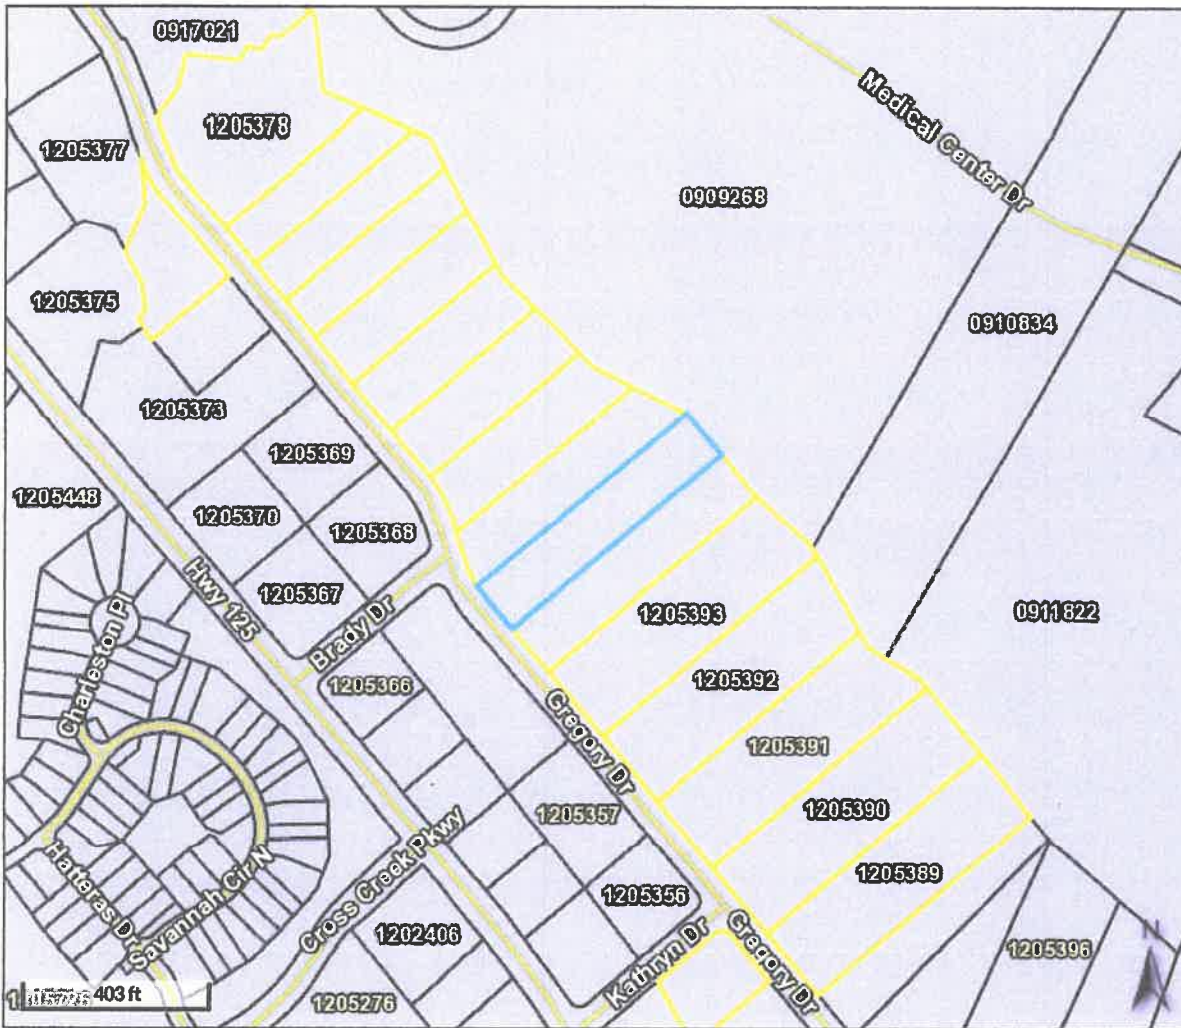 0917021
1205378
Medical Center Dr
1205377
0909268
1205375
0910834
1205373
1205369
1205448
1205370
1205368
Hwy 125
1205367
Charleston Pl
Brady Dr
0911822
1205393
1205366
1205392
Gregory Dr
1205391
1205357
1205390
Cross Creek Pkwy
1205389
Hatteras Dr
Savannah Cir N
1205356
1202406
Kathryn Dr
Gregory Dr
1205396
N
403 ft
1205276